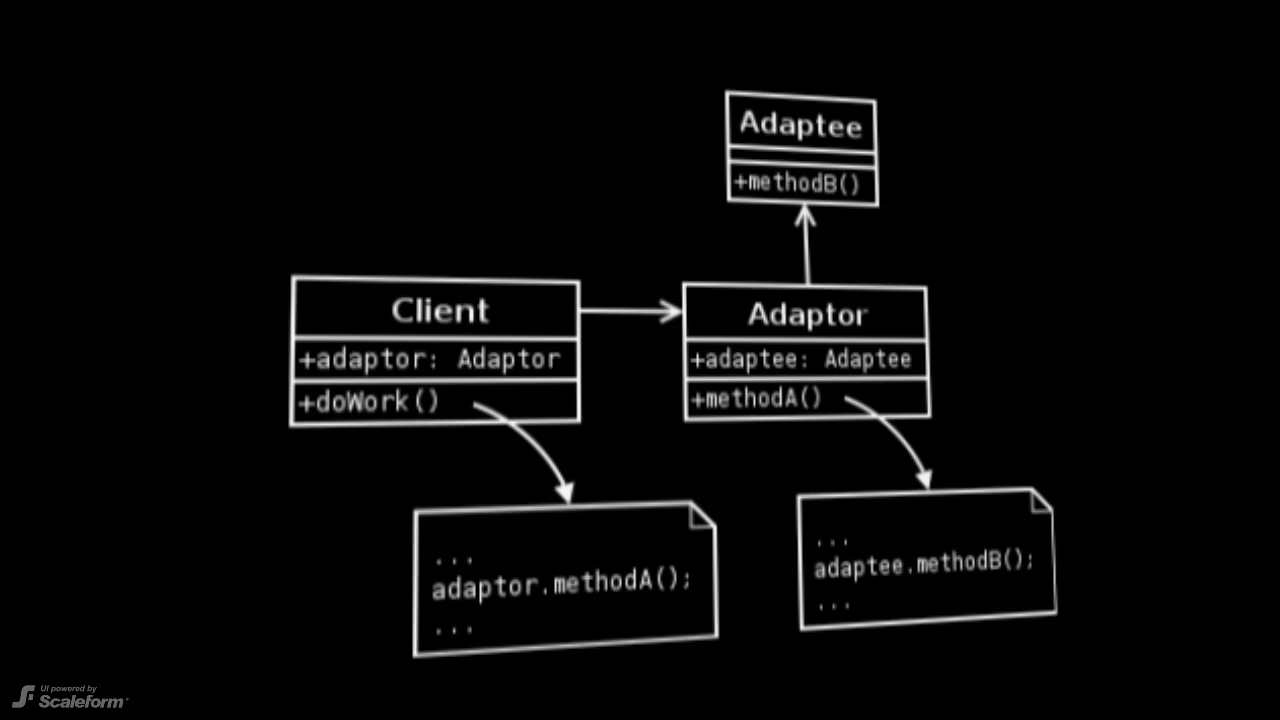 Adaptee
+methodB()
Client
+adaptor: Adaptor
+doWork()
Adaptor
+adaptee: Adaptee
+methodA()
...
adaptor.methodA();
...
...
adaptee.methodB();
...
UI powered by
Scaleform